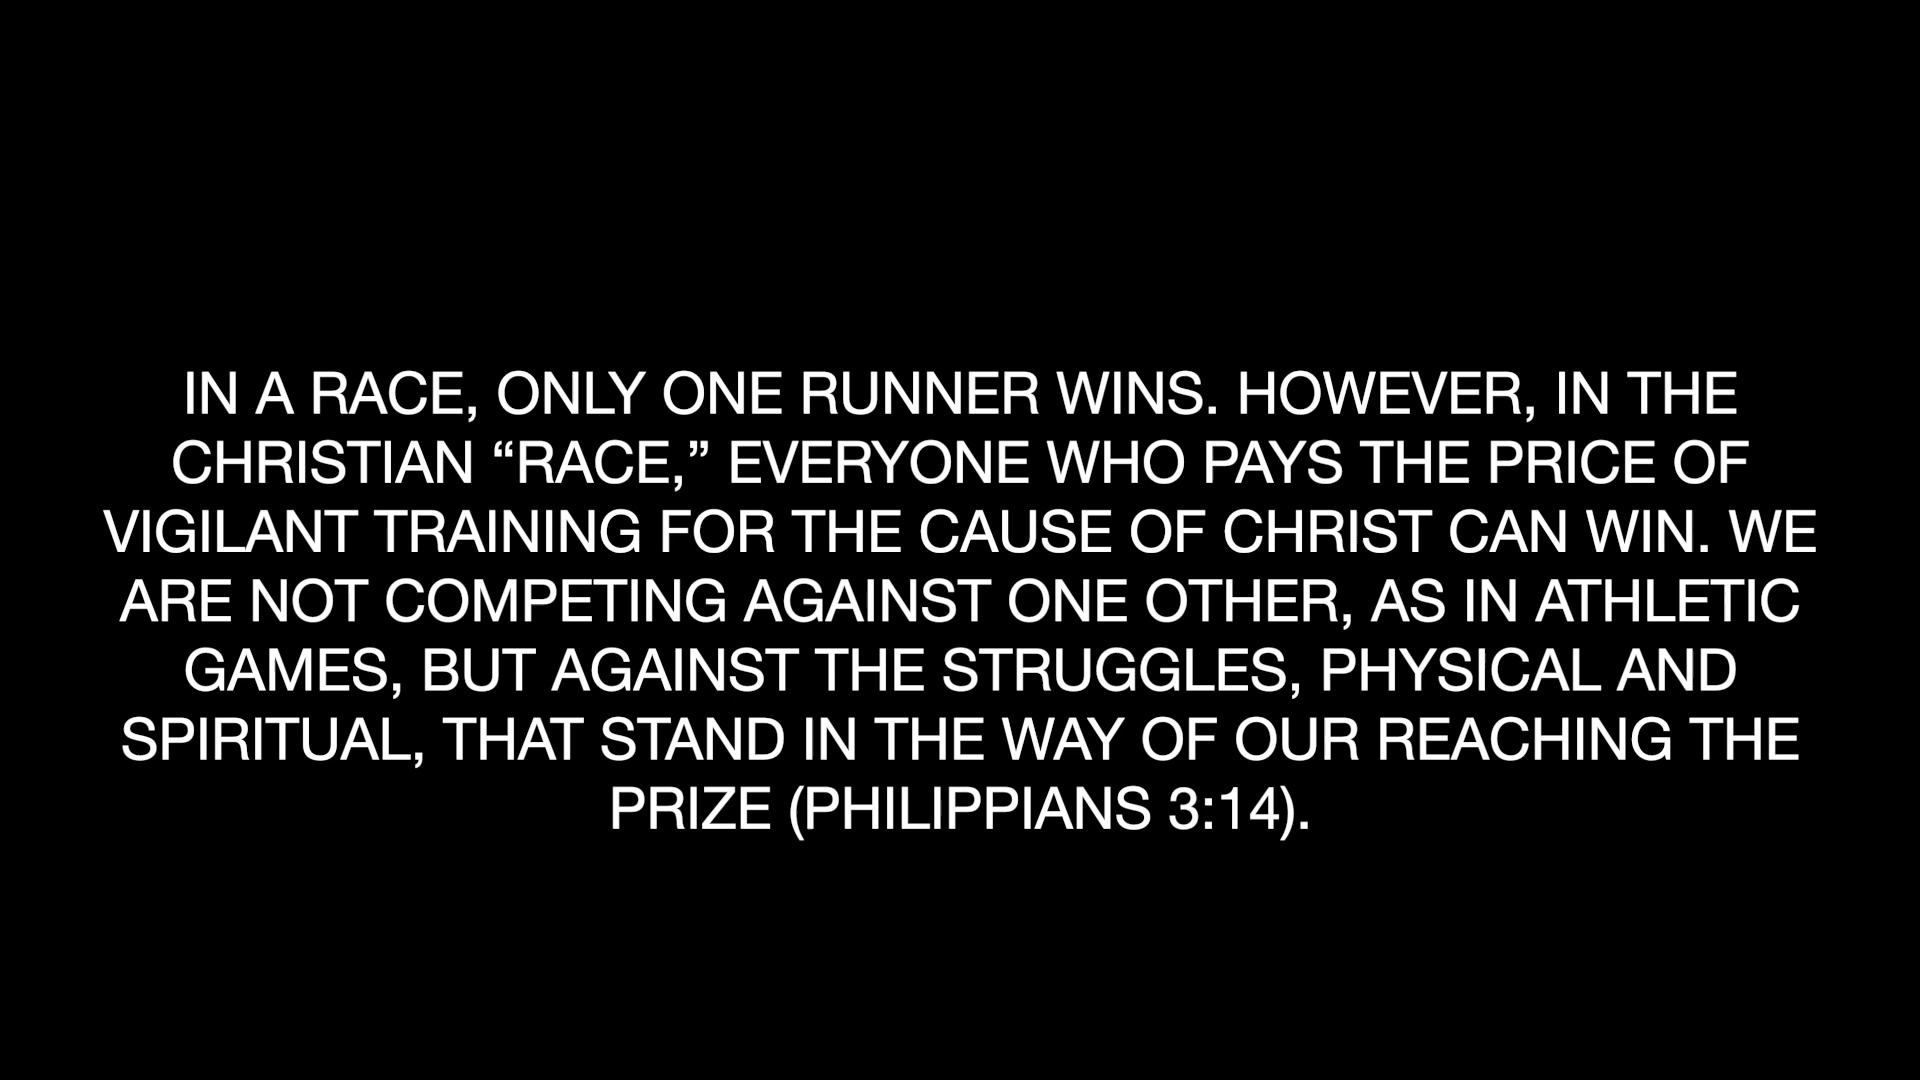 IN A RACE, ONLY ONE RUNNER WINS. HOWEVER, IN THE
CHRISTIAN “RACE,” EVERYONE WHO PAYS THE PRICE OF
VIGILANT TRAINING FOR THE CAUSE OF CHRIST CAN WIN. WE
ARE NOT COMPETING AGAINST ONE OTHER, AS IN ATHLETIC
GAMES, BUT AGAINST THE STRUGGLES, PHYSICAL AND
SPIRITUAL, THAT STAND IN THE WAY OF OUR REACHING THE
PRIZE (PHILIPPIANS 3:14).